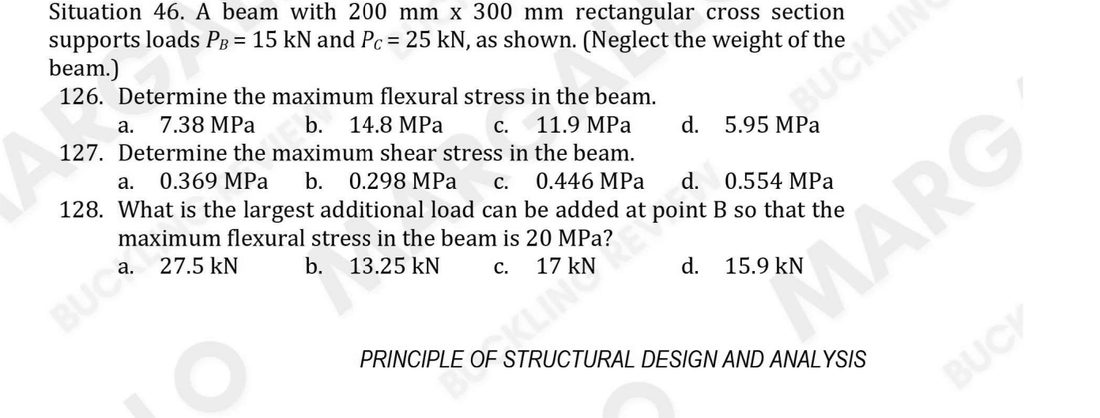 Situation 46. A beam with 200 mm x 300 mm rectangular cross section
supports loads PB = 15 kN and PC = 25 kN, as shown. (Neglect the weight of the
beam.)
126. Determine the maximum flexural stress in the beam.
a. 7.38 MPa b. 14.8 MPa c. 11.9 MPa d. 5.95 MPa
127. Determine the maximum shear stress in the beam.
a. 0.369 MPa b. 0.298 MPa c. 0.446 MPa d. 0.554 MPa
128. What is the largest additional load can be added at point B so that the
maximum flexural stress in the beam is 20 MPa?
a. 27.5 kN b. 13.25 kN c. 17 kN d. 15.9 kN
PRINCIPLE OF STRUCTURAL DESIGN AND ANALYSIS